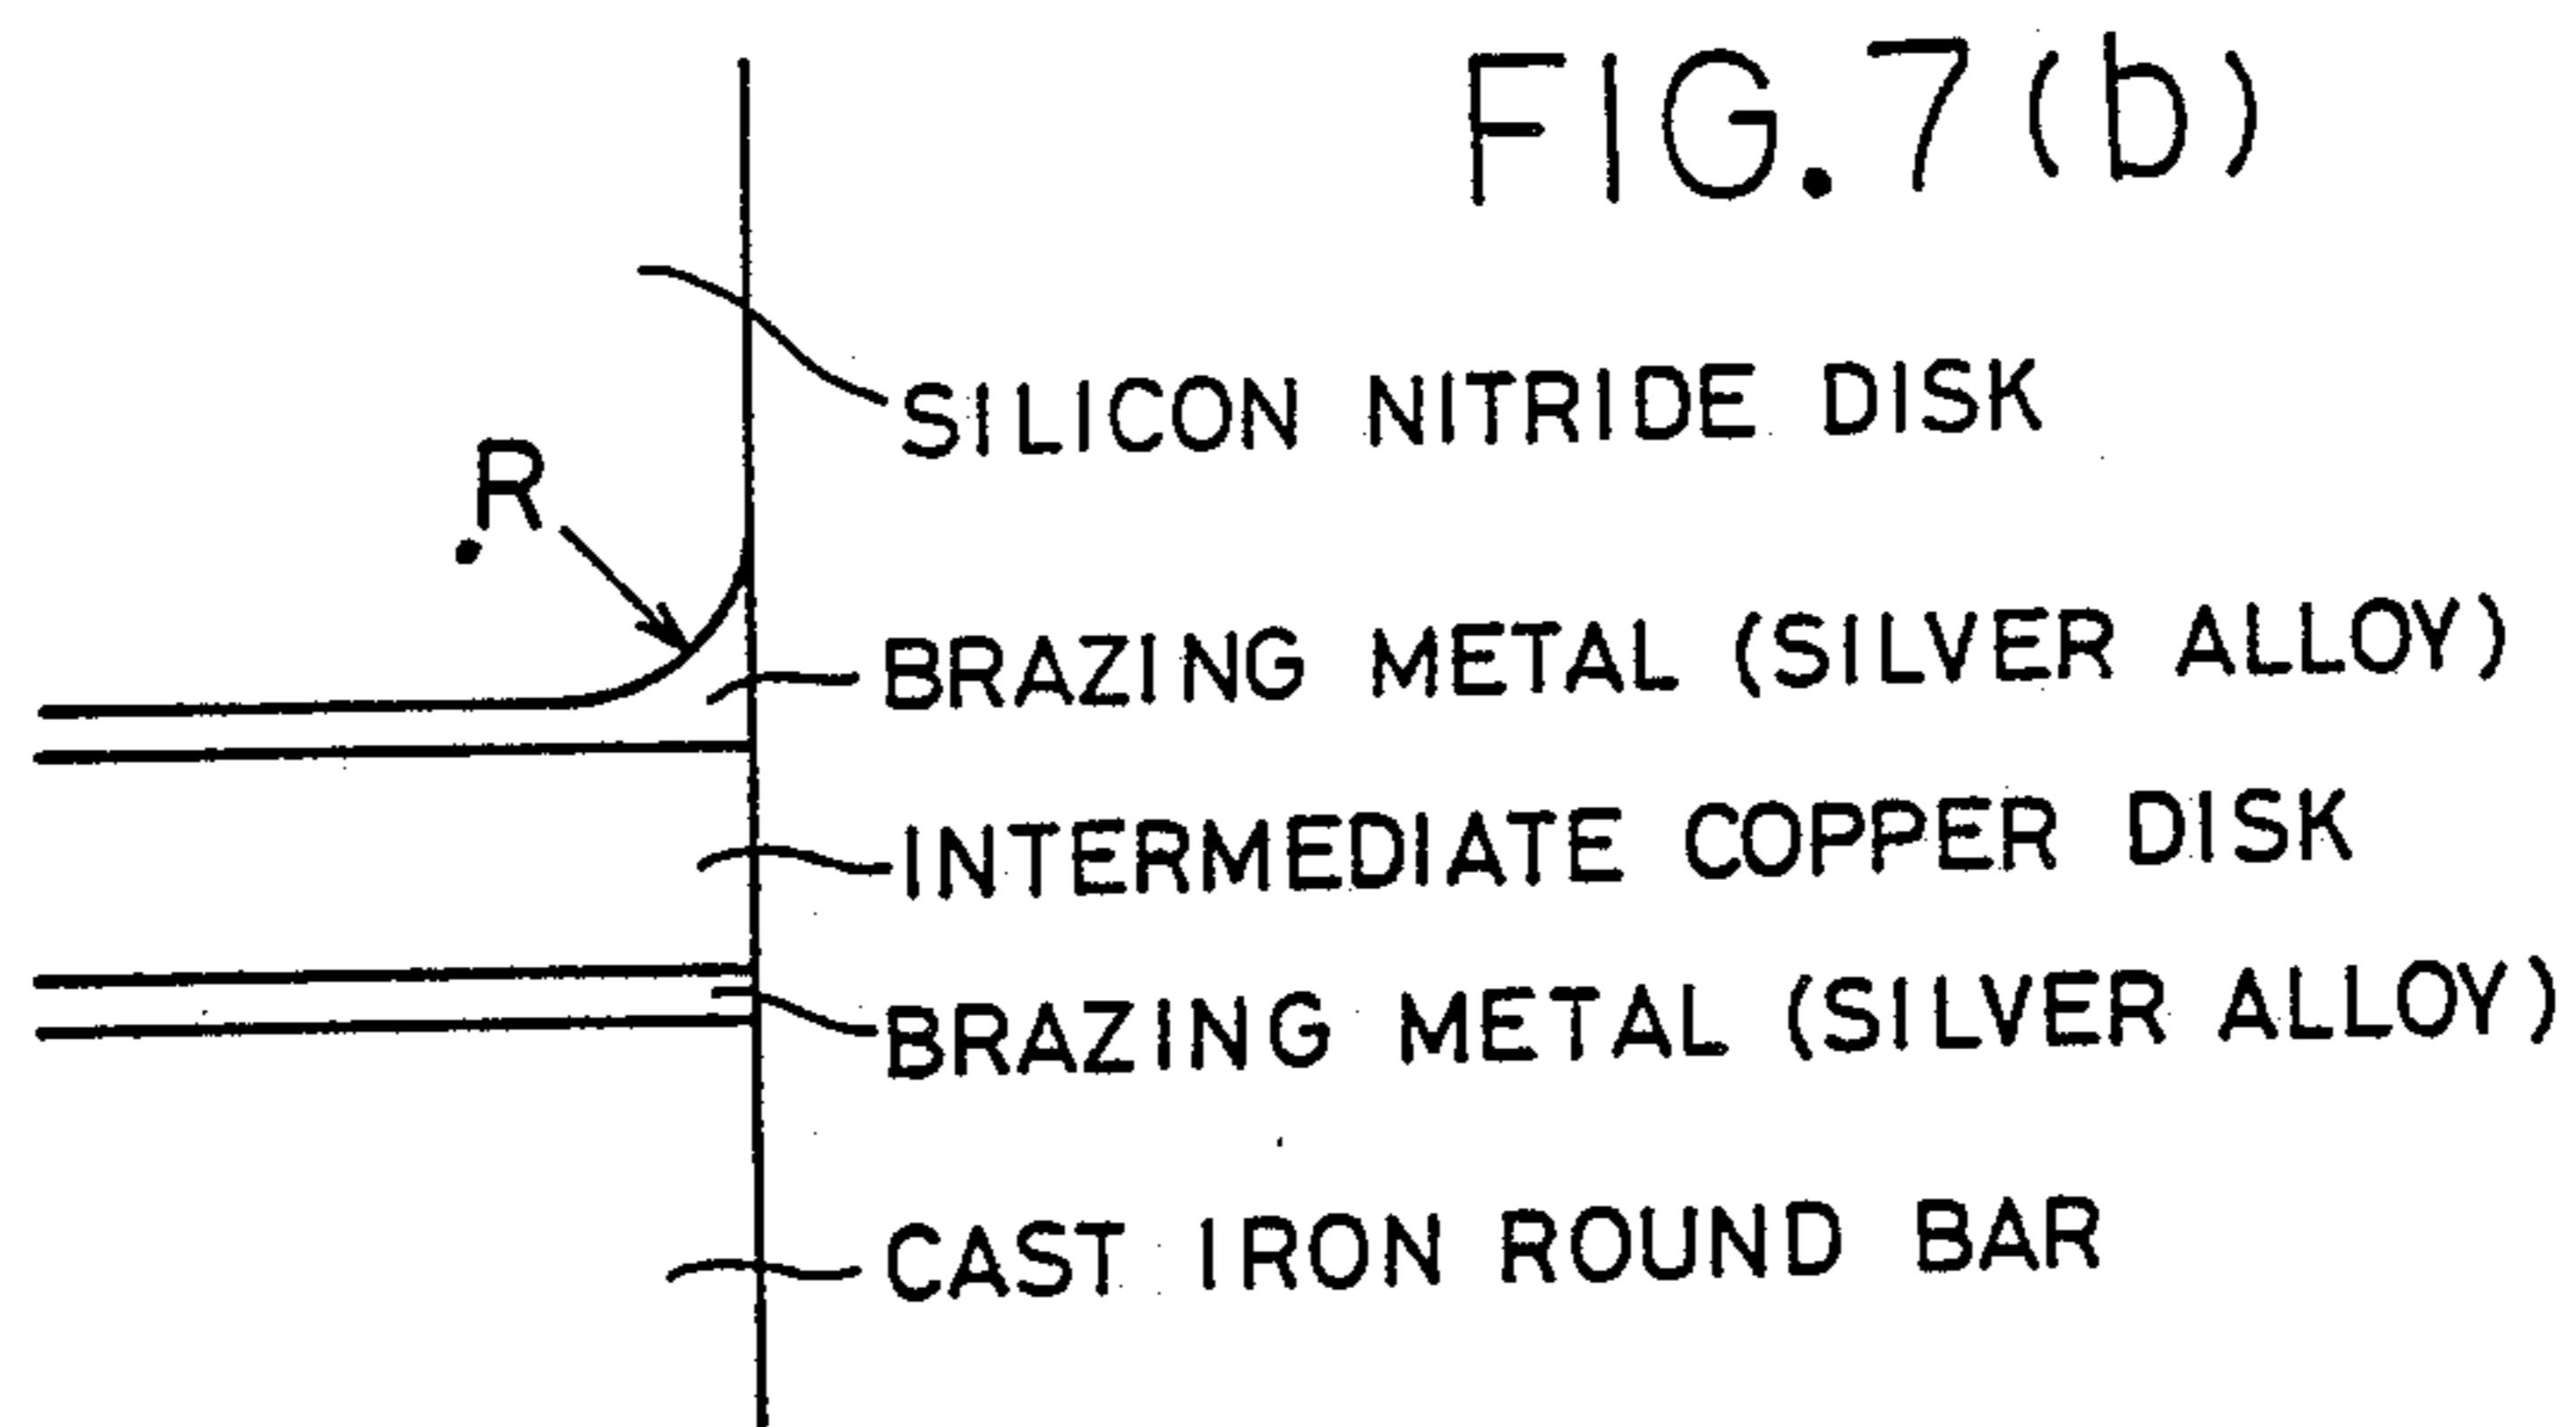 FIG. 7 (b)
SILICON NITRIDE DISK
R
BRAZING METAL (SILVER ALLOY)
INTERMEDIATE COPPER DISK
BRAZING METAL (SILVER ALLOY)
CAST IRON ROUND BAR